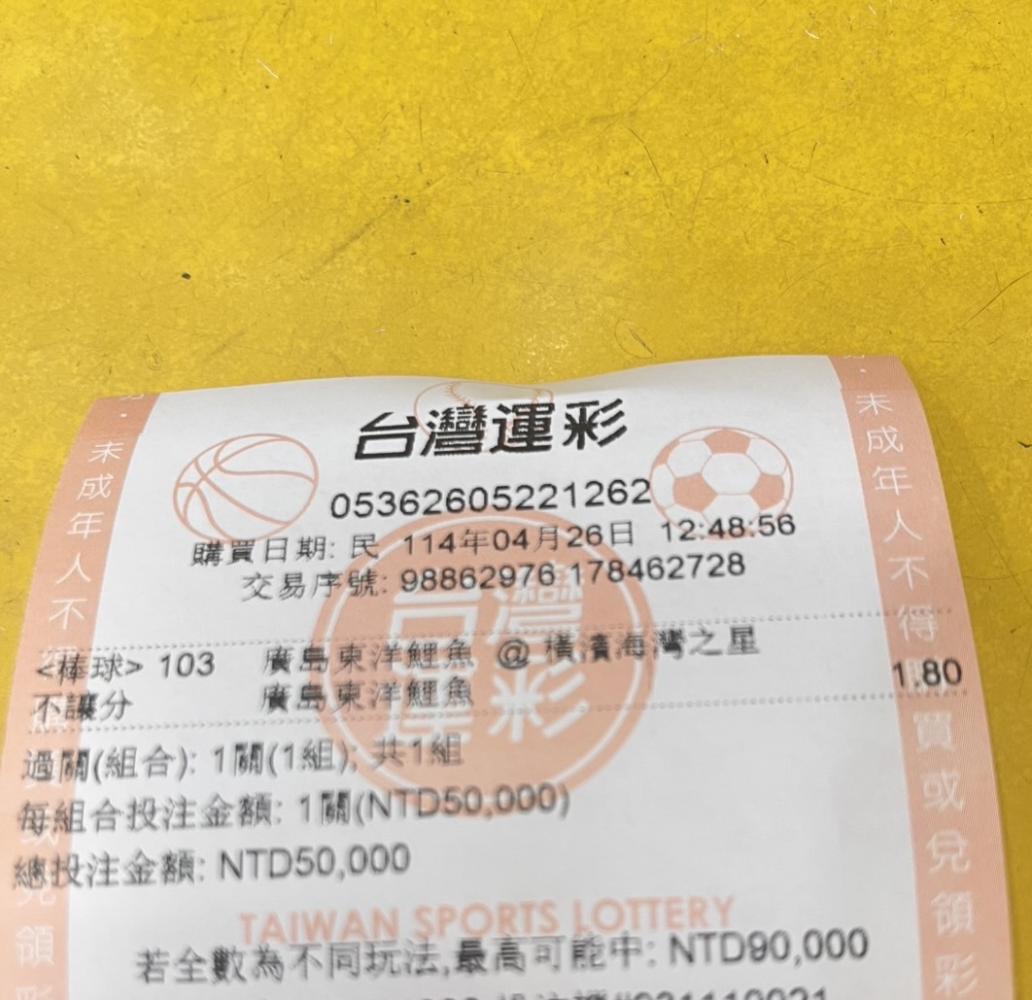 台灣運彩
05362605221262
購買日期: 民 114年04月26日 12:48:56
交易序號: 98862976 178462728
<棒球> 103 廣島東洋鯉魚 @ 橫濱海灣之星
不讓分 廣島東洋鯉魚 1.80
過關(組合): 1關(1組); 共1組
每組合投注金額: 1關(NTD50,000)
總投注金額: NTD50,000
TAIWAN SPORTS LOTTERY
若全數為不同玩法,最高可能中: NTD90,000
未成年人不
領
未成年人不得
買或兌領彩
台灣運彩